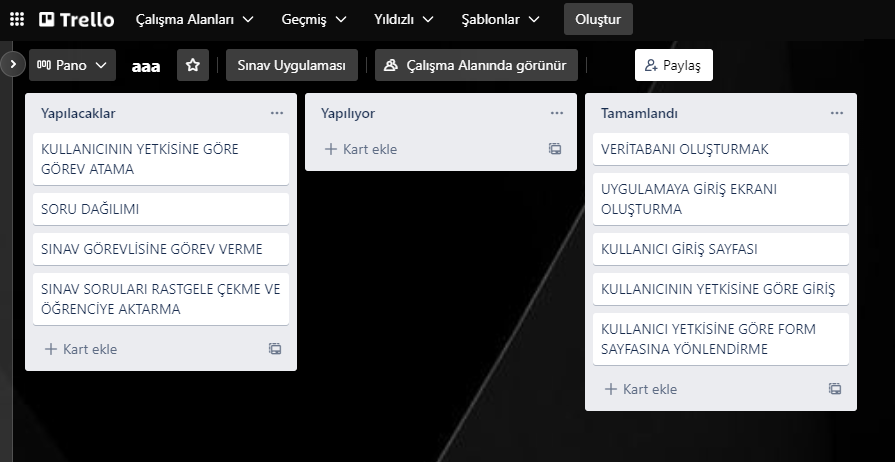 Trello Çalışma Alanları Geçmiş Yıldızlı Şablonlar Oluştur
Pano aaa Sınav Uygulaması Çalışma Alanında görünür Paylaş
Yapılacaklar
KULLANICININ YETKİSİNE GÖRE
GÖREV ATAMA
SORU DAĞILIMI
SINAV GÖREVLİSİNE GÖREV VERME
SINAV SORULARI RASTGELE ÇEKME VE
ÖĞRENCİYE AKTARMA
+ Kart ekle
Yapılıyor
+ Kart ekle
Tamamlandı
VERİTABANI OLUŞTURMAK
UYGULAMAYA GİRİŞ EKRANI
OLUŞTURMA
KULLANICI GİRİŞ SAYFASI
KULLANICININ YETKİSİNE GÖRE GİRİŞ
KULLANICI YETKİSİNE GÖRE FORM
SAYFASINA YÖNLENDİRME
+ Kart ekle